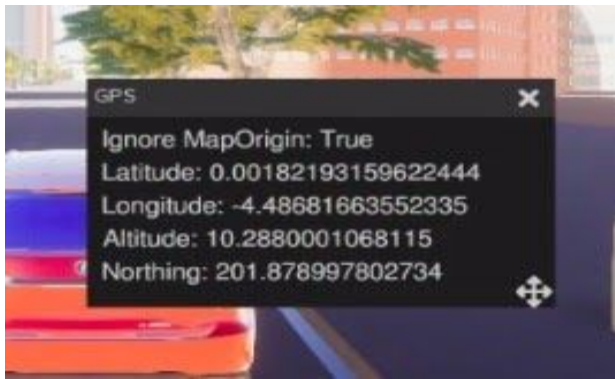 GPS
Ignore MapOrigin: True
Latitude: 0.00182193159622444
Longitude: -4.48681663552335
Altitude: 10.2880001068115
Northing: 201.878997802734